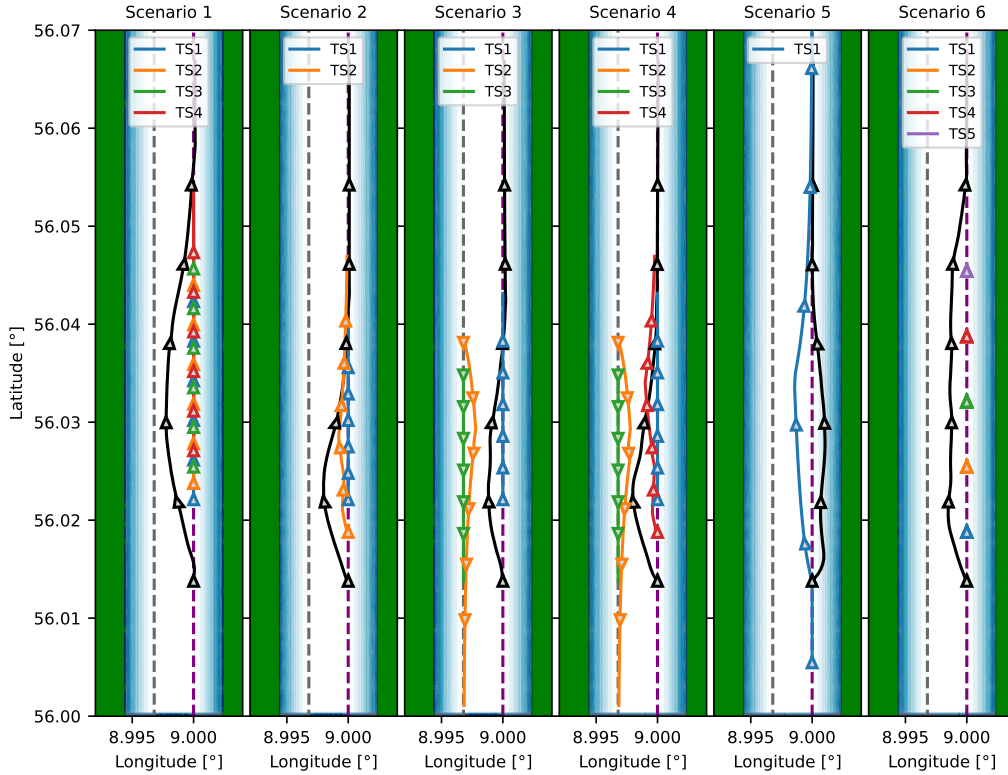 Scenario 1 Scenario 2 Scenario 3 Scenario 4 Scenario 5 Scenario 6
56.07
TS1 TS1 TS1 TS1 TS1 TS1
TS2 TS2 TS2 TS2 TS2
TS3 TS3 TS3 TS3
TS4 TS4 TS4
TS5
56.06
56.05
56.04
56.03
56.02
56.01
56.00
Latitude [°]
8.995 9.000 8.995 9.000 8.995 9.000 8.995 9.000 8.995 9.000 8.995 9.000
Longitude [°] Longitude [°] Longitude [°] Longitude [°] Longitude [°] Longitude [°]